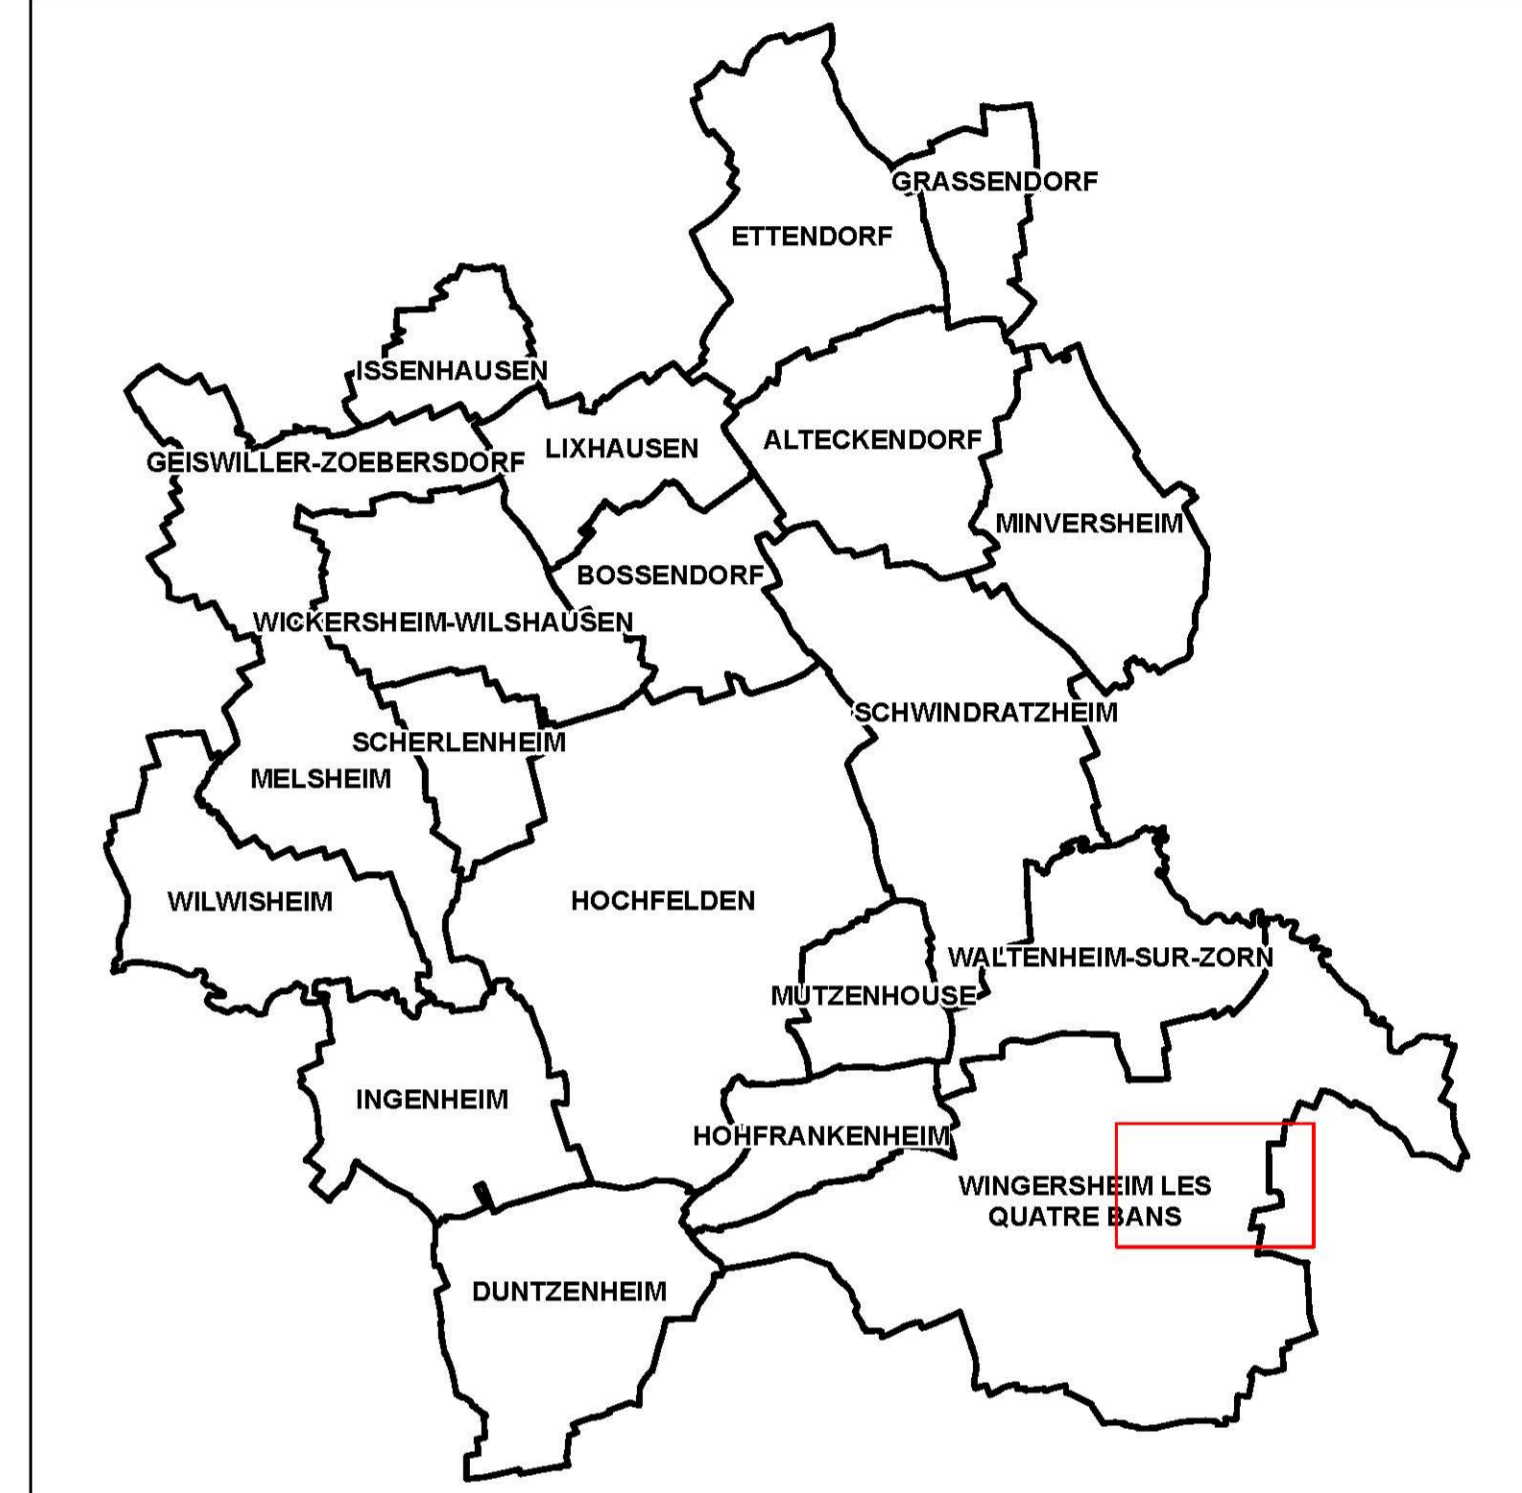 GRASSENDORF
ETTENDORF
ISSENHAUSEN
GEISWILLER-ZOEBERSDORF
LIXHAUSEN
ALTECKENDORF
MINVERSHEIM
BOSSENDORF
WICKERSHEIM-WILSHAUSEN
SCHWINDRATZHEIM
SCHERLENHEIM
MELSHEIM
WILWISHEIM
HOCHFELDEN
WALTENHEIM-SUR-ZORN
MUTZENHOUSE
INGENHEIM
HOHFRANKENHEIM
WINGERSHEIM LES
QUATRE BANS
DUNTZENHEIM